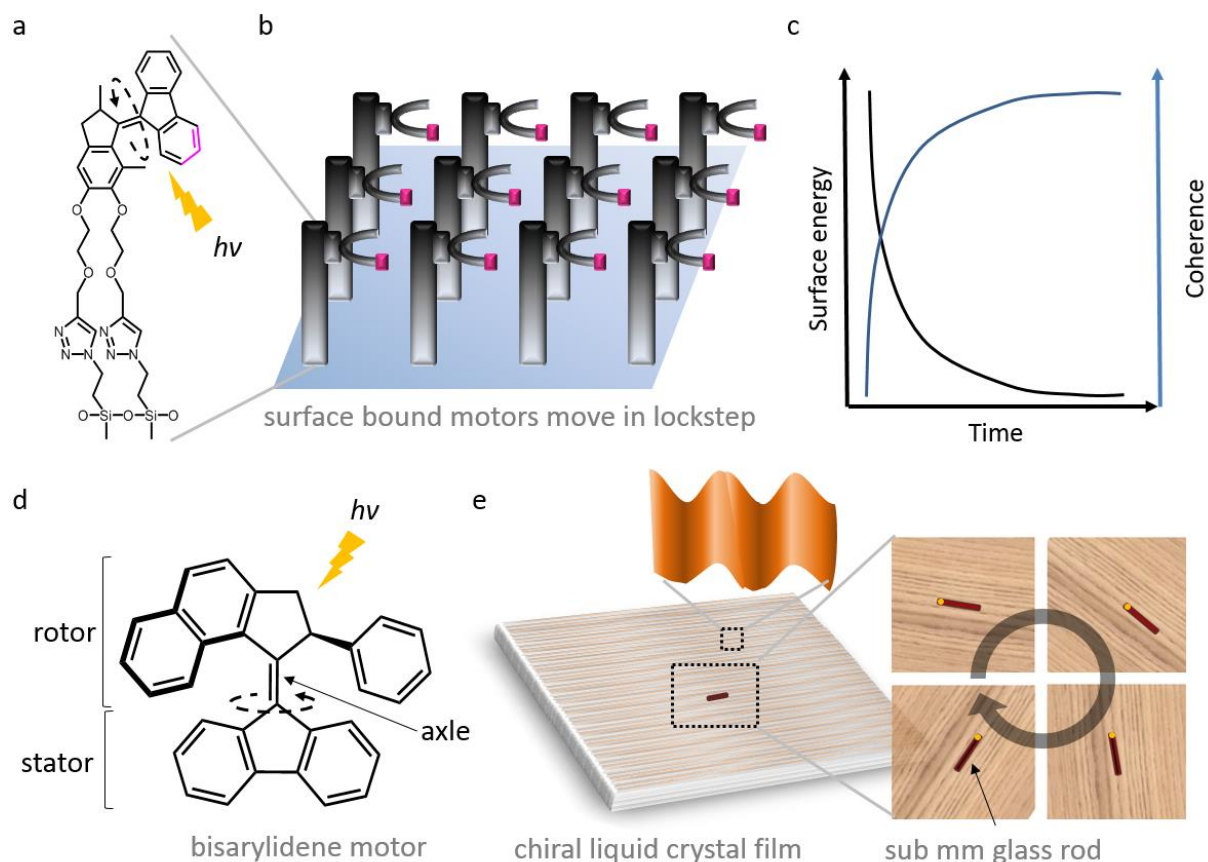 a
b
c
hν
O
O
O
O
N
N
N
N
N
N
O
Si
O
Si
O
surface bound motors move in lockstep
Surface energy
Coherence
Time
d
e
hν
rotor
axle
stator
bisarylidene motor
chiral liquid crystal film
sub mm glass rod